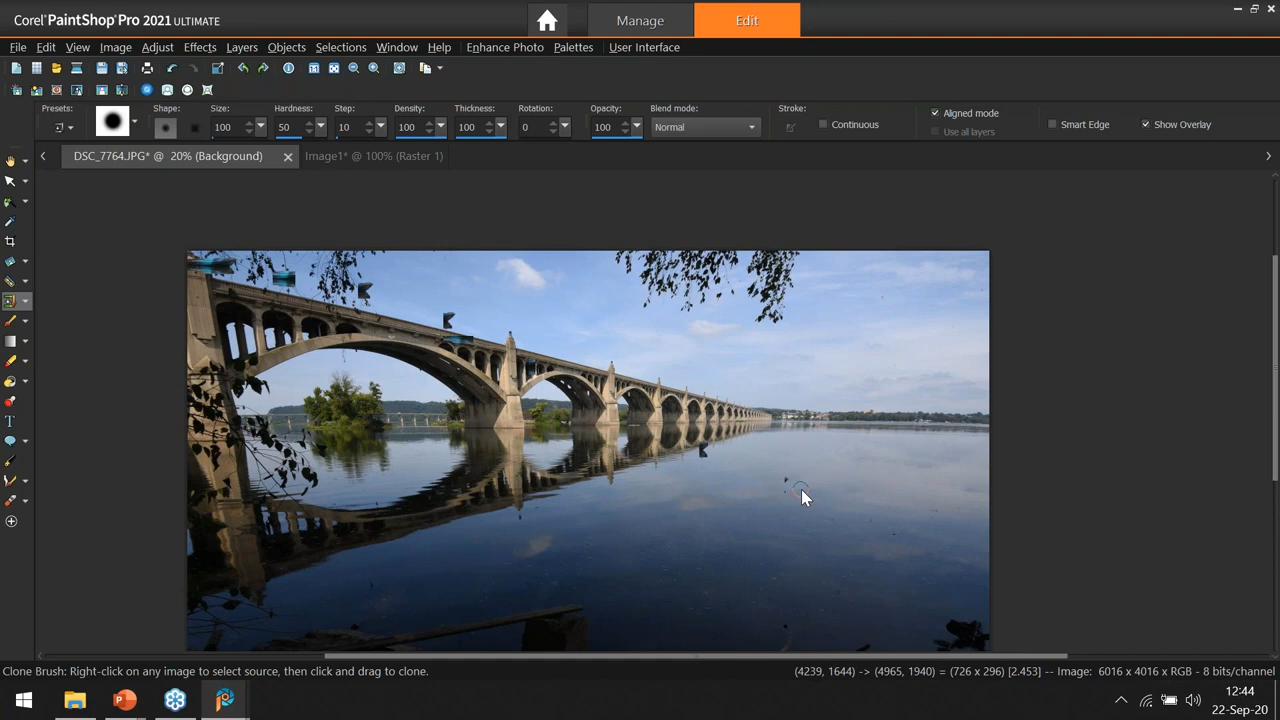 Corel® PaintShop® Pro 2021 ULTIMATE
Manage
Edit
File Edit View Image Adjust Effects Layers Objects Selections Window Help Enhance Photo Palettes User Interface
Presets: Shape: Size: Hardness: Step: Density: Thickness: Rotation: Opacity: Blend mode: Stroke:
100 50 10 100 100 0 100 Normal Continuous
Aligned mode
Use all layers
Smart Edge Show Overlay
DSC_7764.JPG* @ 20% (Background) Image1* @ 100% (Raster 1)
Clone Brush: Right-click on any image to select source, then click and drag to clone.
(4239, 1644) -> (4965, 1940) = (726 x 296) [2.453] -- Image: 6016 x 4016 x RGB - 8 bits/channel
12:44
22-Sep-20